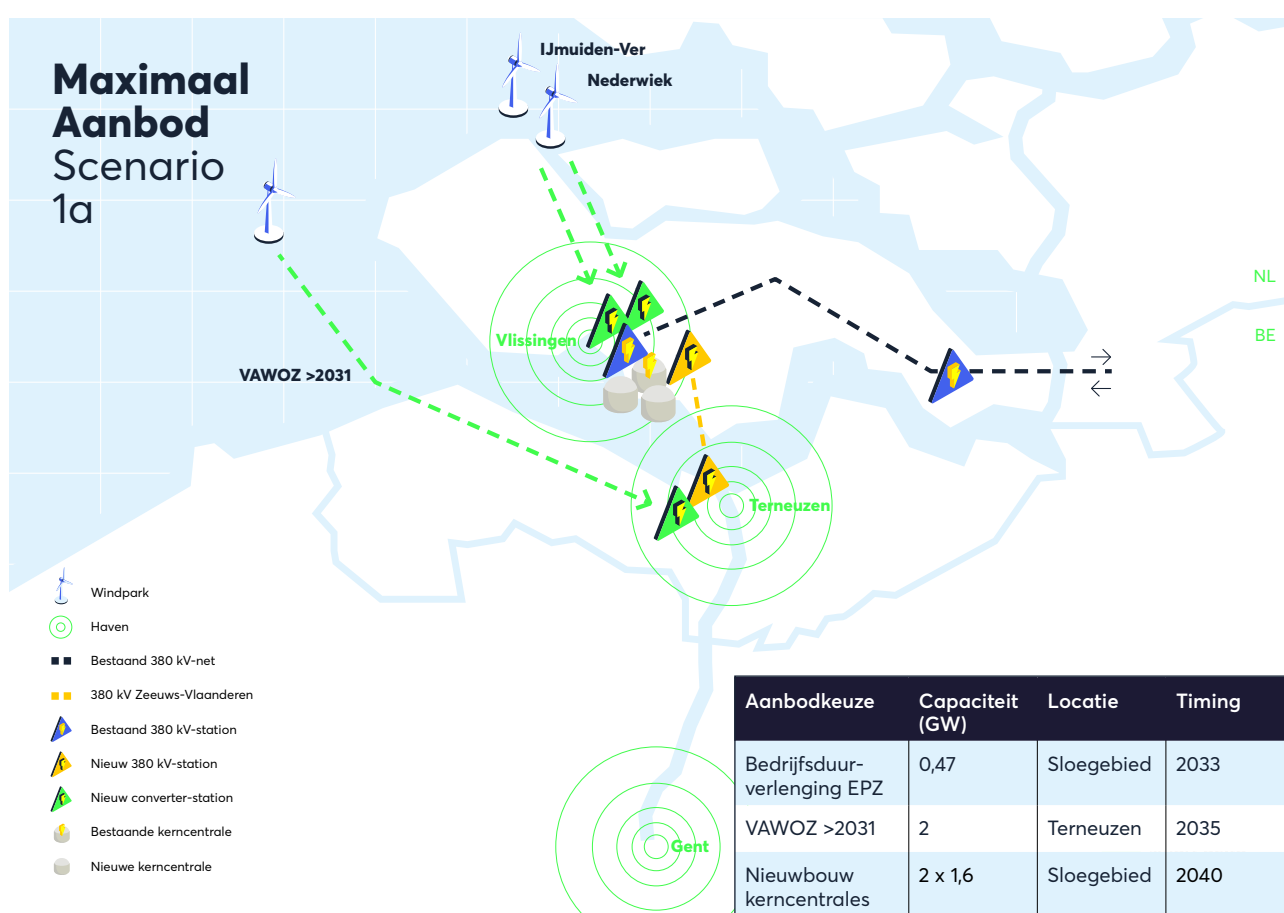 Maximaal
Aanbod
Scenario
1a
IJmuiden-Ver
Nederwiek
NL
BE
Vlissingen
VAWOZ >2031
Terneuzen
Gent
Windpark
Haven
Bestaand 380 kV-net
380 kV Zeeuws-Vlaanderen
Bestaand 380 kV-station
Nieuw 380 kV-station
Nieuw converter-station
Bestaande kerncentrale
Nieuwe kerncentrale
Aanbodkeuze Capaciteit (GW) Locatie Timing
Bedrijfsduur-verlenging EPZ 0,47 Sloegebied 2033
VAWOZ >2031 2 Terneuzen 2035
Nieuwbouw kerncentrales 2 x 1,6 Sloegebied 2040